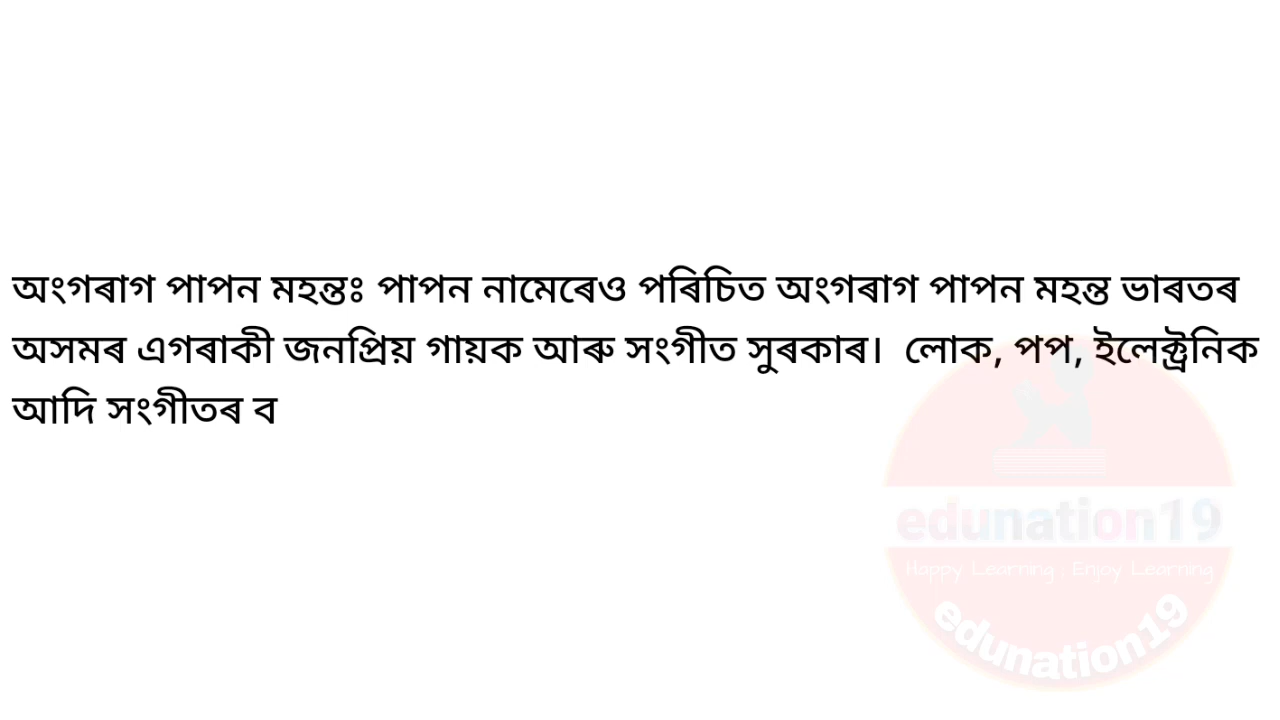 অংগৰাগ পাপন মহন্তঃ পাপন নামেৰেও পৰিচিত অংগৰাগ পাপন মহন্ত ভাৰতৰ
অসমৰ এগৰাকী জনপ্ৰিয় গায়ক আৰু সংগীত সুৰকাৰ। লোক, পপ, ইলেক্ট্ৰনিক
আদি সংগীতৰ ব
edunation19
Happy Learning : Enjoy Learning
edunation19